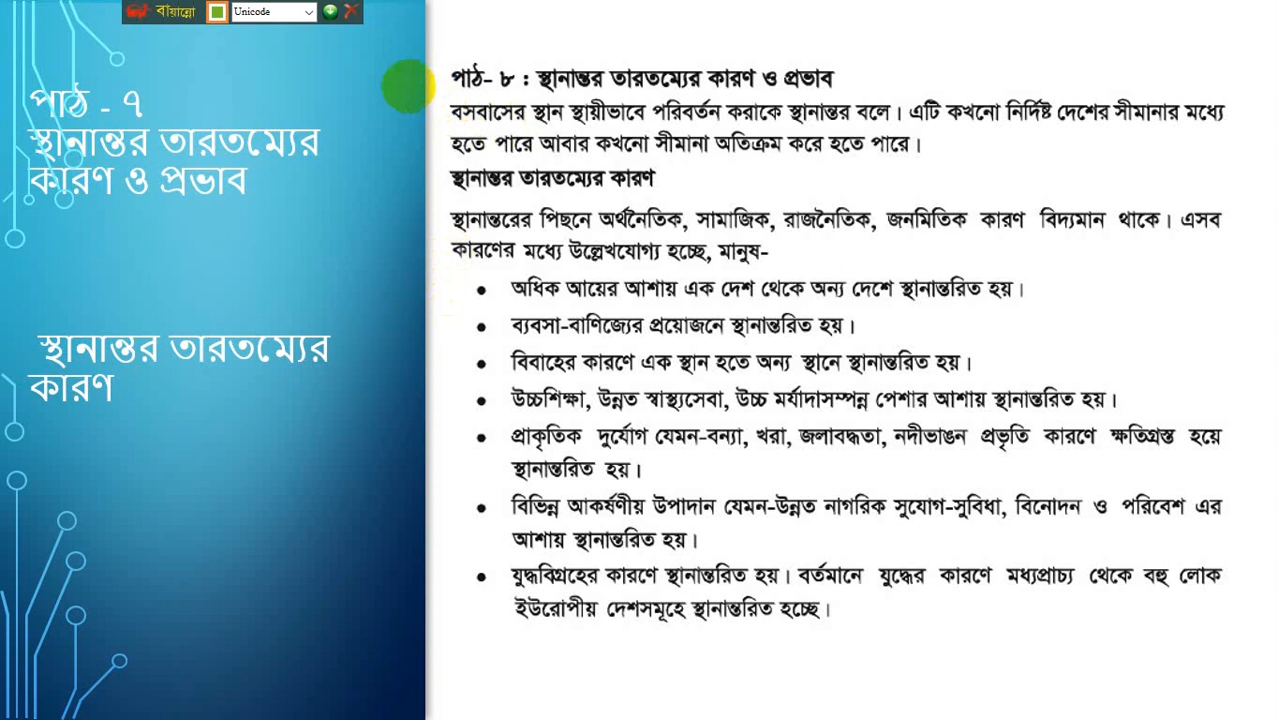 বায়ান্নো
Unicode
পাঠ - ৭
স্থানান্তর তারতম্যের
কারণ ও প্রভাব
স্থানান্তর তারতম্যের
কারণ
পাঠ- ৮ : স্থানান্তর তারতম্যের কারণ ও প্রভাব
বসবাসের স্থান স্থায়ীভাবে পরিবর্তন করাকে স্থানান্তর বলে। এটি কখনো নির্দিষ্ট দেশের সীমানার মধ্যে
হতে পারে আবার কখনো সীমানা অতিক্রম করে হতে পারে।
স্থানান্তর তারতম্যের কারণ
স্থানান্তরের পিছনে অর্থনৈতিক, সামাজিক, রাজনৈতিক, জনমিতিক কারণ বিদ্যমান থাকে। এসব
কারণের মধ্যে উল্লেখযোগ্য হচ্ছে, মানুষ-
• অধিক আয়ের আশায় এক দেশ থেকে অন্য দেশে স্থানান্তরিত হয়।
• ব্যবসা-বাণিজ্যের প্রয়োজনে স্থানান্তরিত হয়।
• বিবাহের কারণে এক স্থান হতে অন্য স্থানে স্থানান্তরিত হয়।
• উচ্চশিক্ষা, উন্নত স্বাস্থ্যসেবা, উচ্চ মর্যাদাসম্পন্ন পেশার আশায় স্থানান্তরিত হয়।
• প্রাকৃতিক দুর্যোগ যেমন-বন্যা, খরা, জলাবদ্ধতা, নদীভাঙন প্রভৃতি কারণে ক্ষতিগ্রস্ত হয়ে
স্থানান্তরিত হয়।
• বিভিন্ন আকর্ষণীয় উপাদান যেমন-উন্নত নাগরিক সুযোগ-সুবিধা, বিনোদন ও পরিবেশ এর
আশায় স্থানান্তরিত হয়।
• যুদ্ধবিগ্রহের কারণে স্থানান্তরিত হয়। বর্তমানে যুদ্ধের কারণে মধ্যপ্রাচ্য থেকে বহু লোক
ইউরোপীয় দেশসমূহে স্থানান্তরিত হচ্ছে।